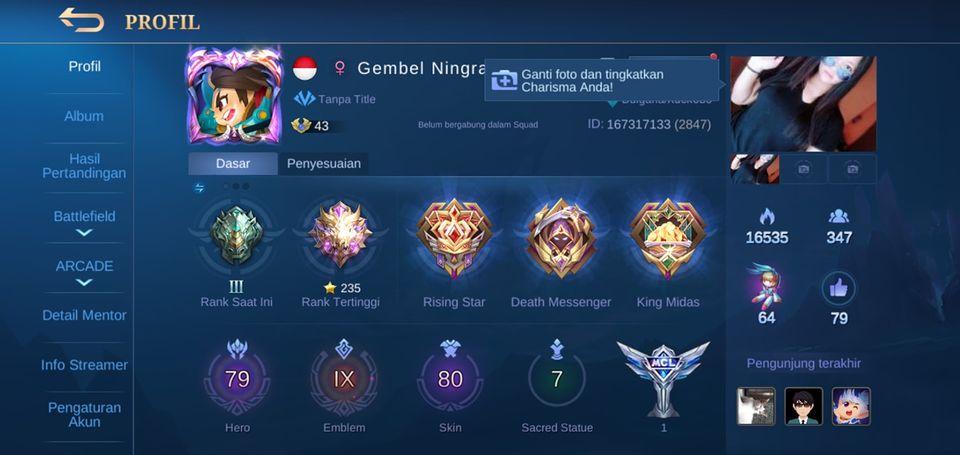 PROFIL
Profil
Album
Hasil
Pertandingan
Battlefield
ARCADE
Detail Mentor
Info Streamer
Pengaturan
Akun
Gembel Ningra
Ganti foto dan tingkatkan
Charisma Anda!
Tanpa Title
43
Belum bergabung dalam Squad
ID: 167317133 (2847)
Dasar
Penyesuaian
III
Rank Saat Ini
235
Rank Tertinggi
Rising Star
Death Messenger
King Midas
79
Hero
IX
Emblem
80
Skin
7
Sacred Statue
MCL
1
16535
347
64
79
Pengunjung terakhir